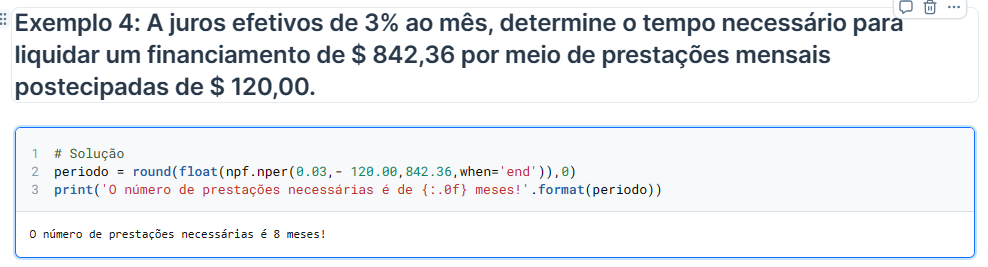 Exemplo 4: A juros efetivos de 3% ao mês, determine o tempo necessário para
liquidar um financiamento de $ 842,36 por meio de prestações mensais
postecipadas de $ 120,00.
1 # Solução
2 periodo = round(float(npf.nper(0.03,- 120.00,842.36,when='end')),0)
3 print('O número de prestações necessárias é de {:.0f} meses!'.format(periodo))
O número de prestações necessárias é 8 meses!